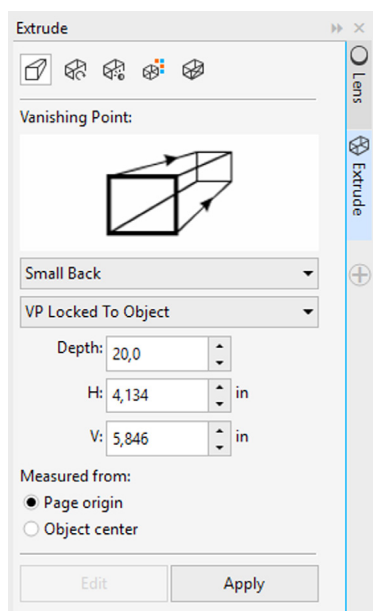 Extrude
Vanishing Point:
Small Back
VP Locked To Object
Depth: 20,0
H: 4,134 in
V: 5,846 in
Measured from:
Page origin
Object center
Edit Apply
Lens
Extrude